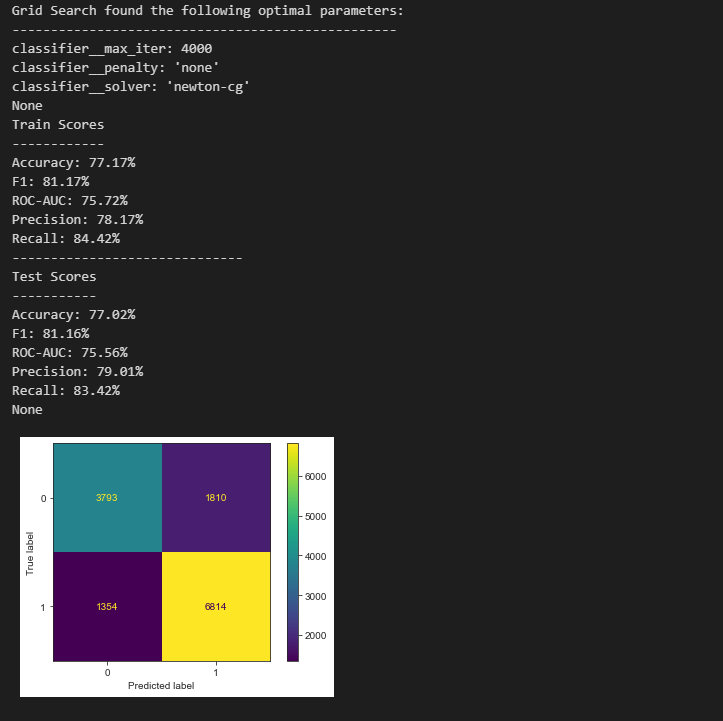 Grid Search found the following optimal parameters:
--------------------------------------------------
classifier__max_iter: 4000
classifier__penalty: 'none'
classifier__solver: 'newton-cg'
None
Train Scores
------------
Accuracy: 77.17%
F1: 81.17%
ROC-AUC: 75.72%
Precision: 78.17%
Recall: 84.42%
------------------------------
Test Scores
-----------
Accuracy: 77.02%
F1: 81.16%
ROC-AUC: 75.56%
Precision: 79.01%
Recall: 83.42%
None
0
3793
1810
1
1354
6814
True label
0
1
Predicted label
6000
5000
4000
3000
2000